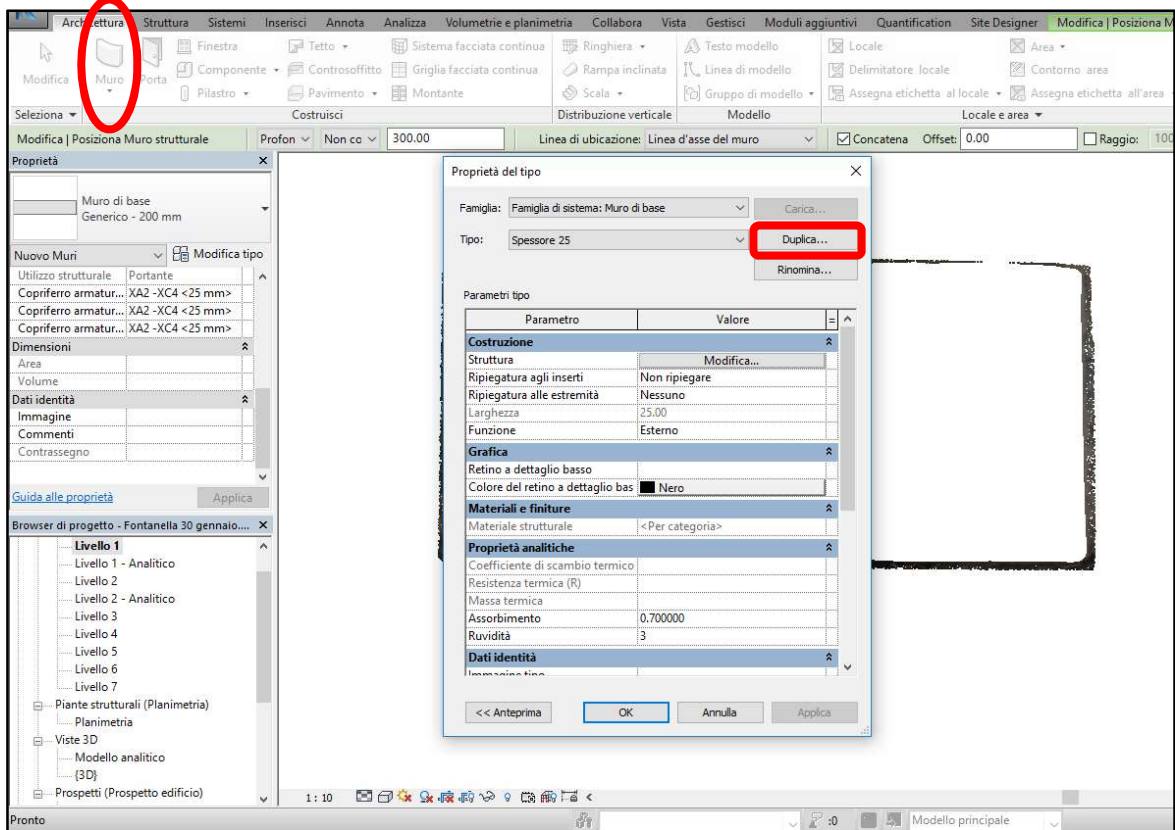 Architettura Struttura Sistemi Inserisci Annota Analizza Volumetrie e planimetria Collabora Vista Gestisci Moduli aggiuntivi Quantification Site Designer Modifica | Posiziona M
Finestra Tetto Sistema facciata continua Ringhiera Testo modello Locale Area
Modifica Muro Porta Componente Controsoffitto Griglia facciata continua Rampa inclinata Linea di modello Delimitatore locale Contorno area
Pilastro Pavimento Montante Scala Gruppo di modello Assegna etichetta al locale Assegna etichetta all'area
Seleziona Costruisci Distribuzione verticale Modello Locale e area
Modifica | Posiziona Muro strutturale Profon Non co 300.00 Linea di ubicazione: Linea d'asse del muro Concatena Offset: 0.00 Raggio: 100
Proprietà
Muro di base
Generico - 200 mm
Nuovo Muri Modifica tipo
Utilizzo strutturale Portante
Copriferro armatur... XA2 -XC4 <25 mm>
Copriferro armatur... XA2 -XC4 <25 mm>
Copriferro armatur... XA2 -XC4 <25 mm>
Dimensioni
Area
Volume
Dati identità
Immagine
Commenti
Contrassegno
Guida alle proprietà Applica
Browser di progetto - Fontanella 30 gennaio....
Livello 1
Livello 1 - Analitico
Livello 2
Livello 2 - Analitico
Livello 3
Livello 4
Livello 5
Livello 6
Livello 7
Piante strutturali (Planimetria)
Planimetria
Viste 3D
Modello analitico
{3D}
Prospetti (Prospetto edificio)
Proprietà del tipo
Famiglia: Famiglia di sistema: Muro di base Carica...
Tipo: Spessore 25 Duplica...
Rinomina...
Parametri tipo
Parametro Valore =
Costruzione
Struttura Modifica...
Ripiegatura agli inserti Non ripiegare
Ripiegatura alle estremità Nessuno
Larghezza 25.00
Funzione Esterno
Grafica
Retino a dettaglio basso
Colore del retino a dettaglio bas Nero
Materiali e finiture
Materiale strutturale <Per categoria>
Proprietà analitiche
Coefficiente di scambio termico
Resistenza termica (R)
Massa termica
Assorbimento 0.700000
Ruvidità 3
Dati identità
Immagine tipo
<< Anteprima OK Annulla Applica
1 : 10
Pronto :0 Modello principale